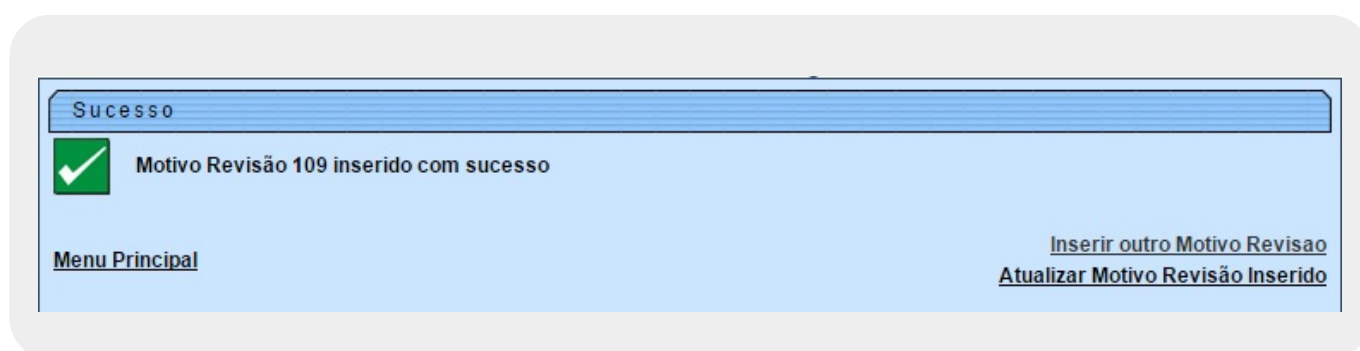 Sucesso
Motivo Revisão 109 inserido com sucesso
Inserir outro Motivo Revisao
Menu Principal
Atualizar Motivo Revisão Inserido